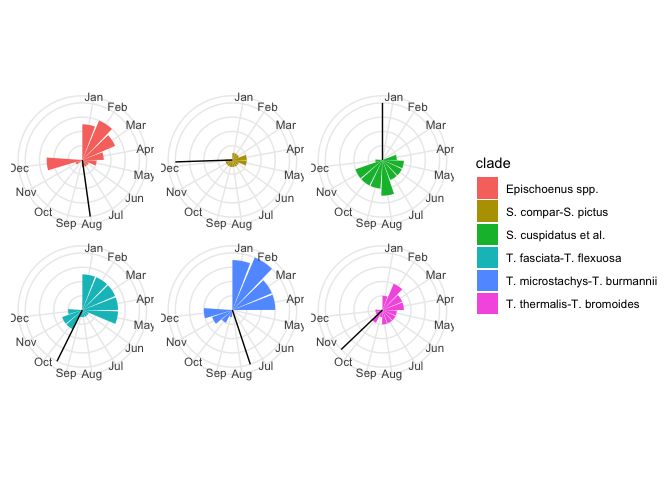 Jan
Feb
Mar
Apr
May
Jun
Jul
Aug
Sep
Oct
Nov
Dec
Jan
Feb
Mar
Apr
May
Jun
Jul
Aug
Sep
Oct
Nov
Dec
Jan
Feb
Mar
Apr
May
Jun
Jul
Aug
Sep
Oct
Nov
Dec
Jan
Feb
Mar
Apr
May
Jun
Jul
Aug
Sep
Oct
Nov
Dec
Jan
Feb
Mar
Apr
May
Jun
Jul
Aug
Sep
Oct
Nov
Dec
Jan
Feb
Mar
Apr
May
Jun
Jul
Aug
Sep
Oct
Nov
Dec
clade
Epischoenus spp.
S. compar-S. pictus
S. cuspidatus et al.
T. fasciata-T. flexuosa
T. microstachys-T. burmannii
T. thermalis-T. bromoides